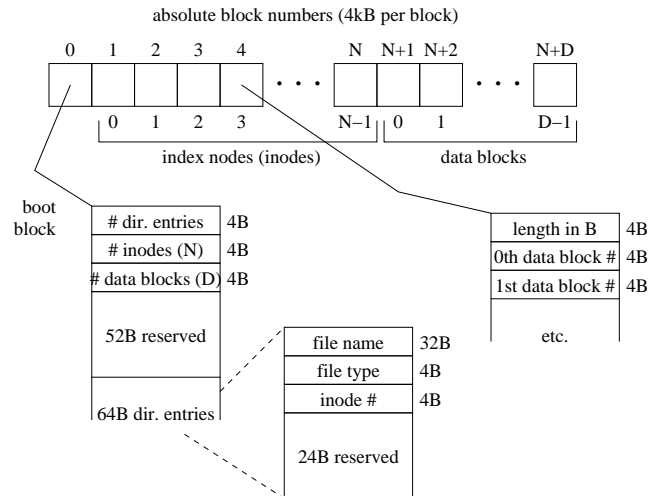 absolute block numbers (4kB per block)
0 1 2 3 4 N N+1 N+2 N+D
. . . . . .
0 1 2 3 N−1 0 1 D−1
index nodes (inodes) data blocks
boot
block
# dir. entries 4B
# inodes (N) 4B
# data blocks (D) 4B
52B reserved
64B dir. entries
file name 32B
file type 4B
inode # 4B
24B reserved
length in B 4B
0th data block # 4B
1st data block # 4B
etc.